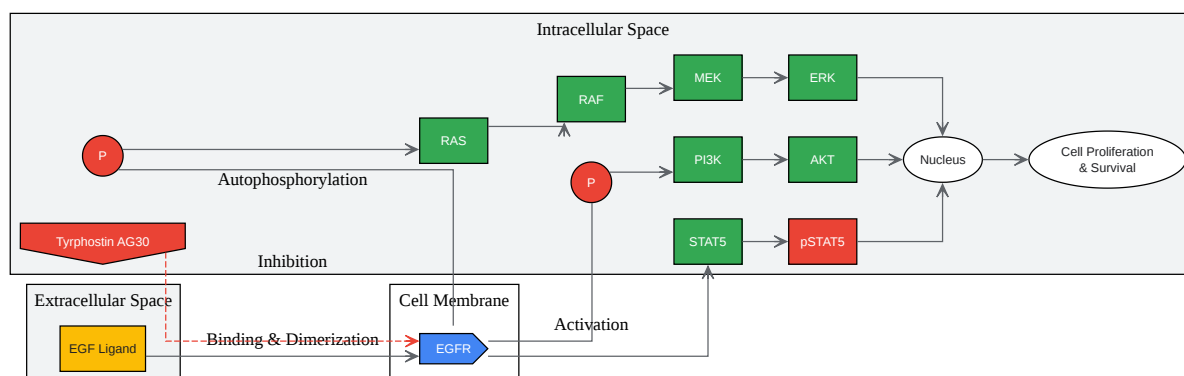 Intracellular Space
MEK
ERK
RAF
RAS
P
PI3K
AKT
Nucleus
Cell Proliferation
& Survival
Autophosphorylation
P
Tyrphostin AG30
STAT5
pSTAT5
Inhibition
Extracellular Space
Cell Membrane
EGF Ligand
Binding & Dimerization
EGFR
Activation